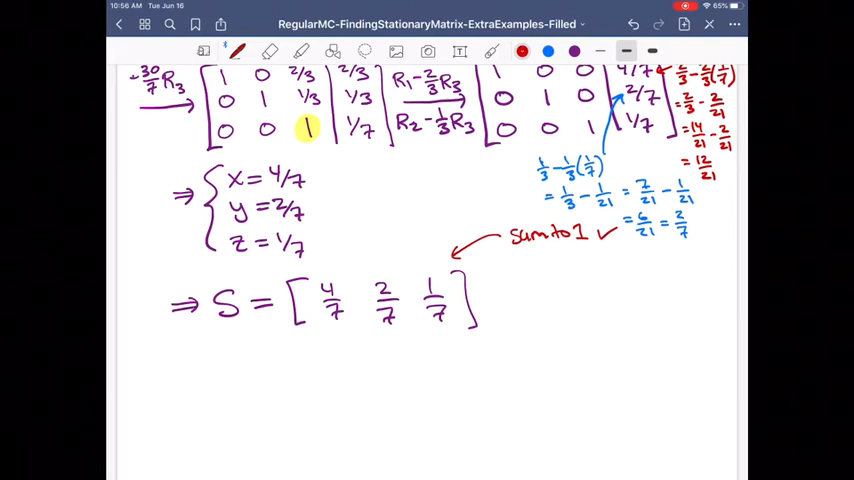 10:56 AM Tue Jun 16
65%
RegularMC-FindingStationaryMatrix-ExtraExamples-Filled
-30/7 R₃ → [ 1 0 2/3 | 2/3 ] R₁ - 2/3 R₃ → [ 1 0 0 | 4/7 ]
[ 0 1 1/3 | 1/3 ] R₂ - 1/3 R₃ [ 0 1 0 | 2/7 ]
[ 0 0 1 | 1/7 ] [ 0 0 1 | 1/7 ]
2/3 - 2/3(1/7)
= 2/3 - 2/21
= 14/21 - 2/21
= 12/21
1/3 - 1/3(1/7)
= 1/3 - 1/21 = 7/21 - 1/21
= 6/21 = 2/7
⇒ { x = 4/7
y = 2/7
z = 1/7
sum to 1 ✓
⇒ S = [ 4/7 2/7 1/7 ]